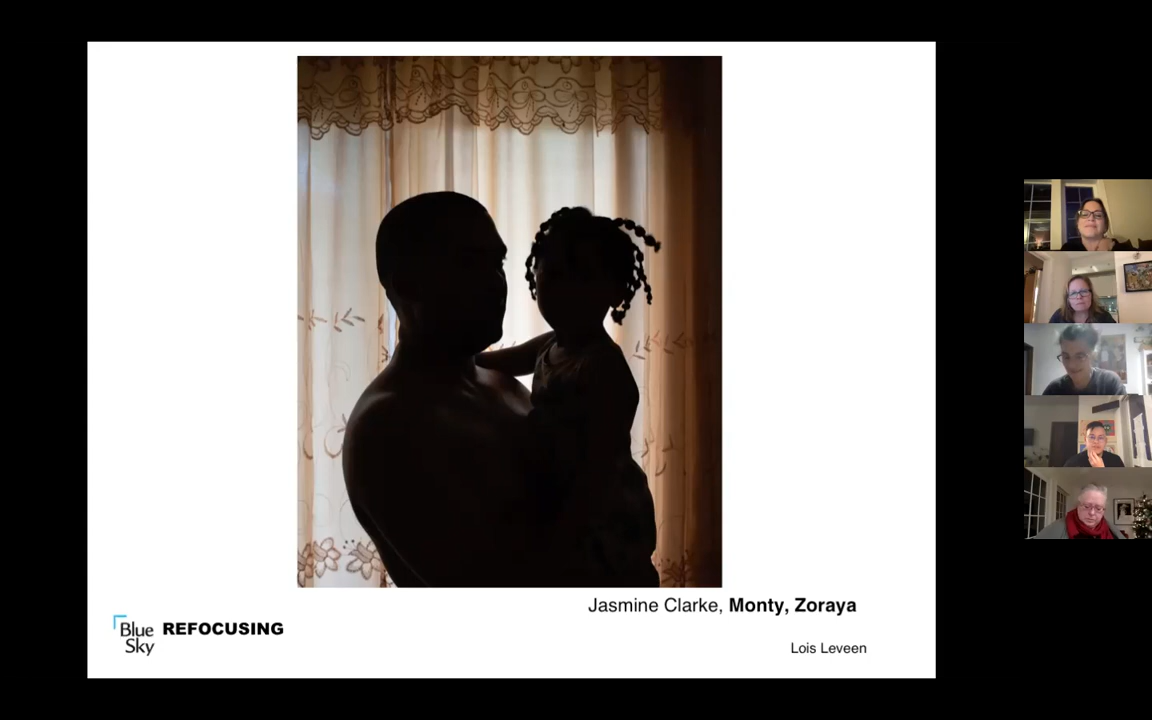 Jasmine Clarke, Monty, Zoraya
Blue
Sky
REFOCUSING
Lois Leveen